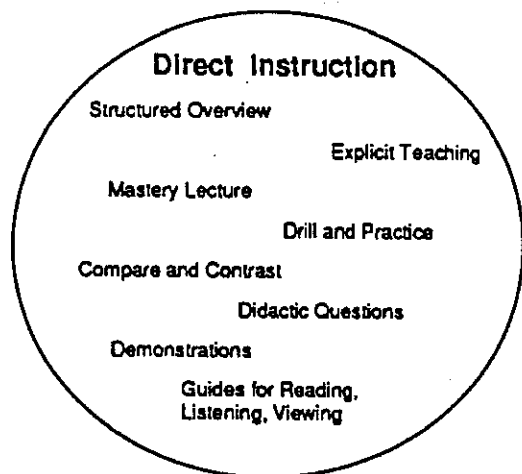 Direct Instruction
Structured Overview
Explicit Teaching
Mastery Lecture
Drill and Practice
Compare and Contrast
Didactic Questions
Demonstrations
Guides for Reading,
Listening, Viewing